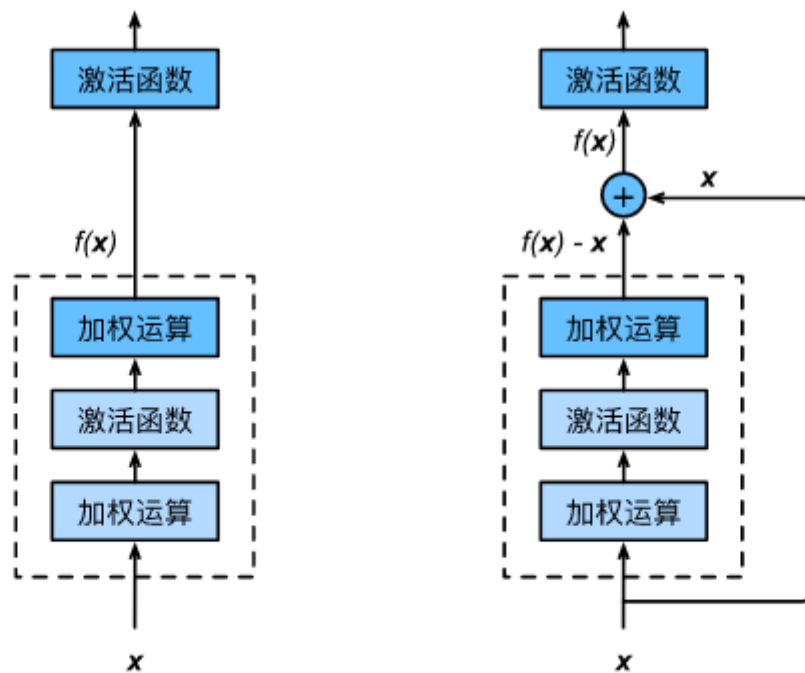 激活函数
f(x)
加权运算
激活函数
加权运算
x
激活函数
f(x)
x
+
f(x) - x
加权运算
激活函数
加权运算
x